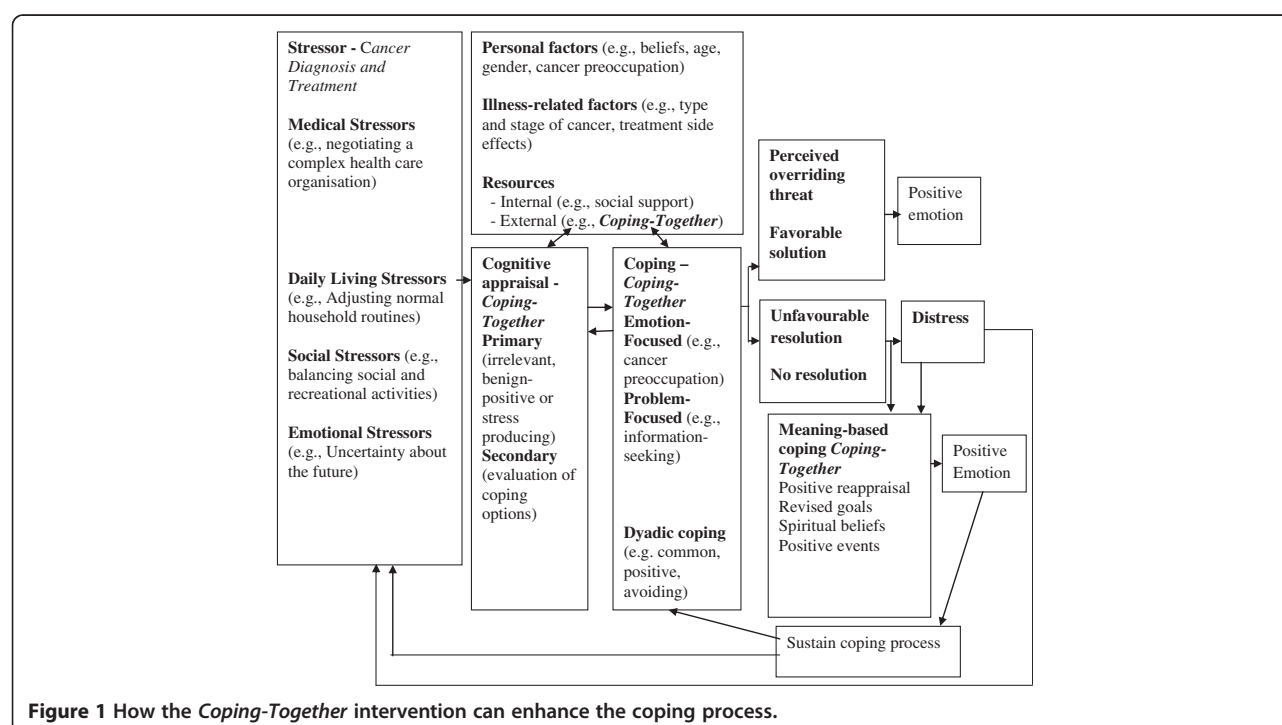 Stressor - Cancer
Diagnosis and
Treatment
Medical Stressors
(e.g., negotiating a
complex health care
organisation)
Daily Living Stressors
(e.g., Adjusting normal
household routines)
Social Stressors (e.g.,
balancing social and
recreational activities)
Emotional Stressors
(e.g., Uncertainty about
the future)
Personal factors (e.g., beliefs, age,
gender, cancer preoccupation)
Illness-related factors (e.g., type
and stage of cancer, treatment side
effects)
Resources
- Internal (e.g., social support)
- External (e.g., Coping-Together)
Cognitive
appraisal -
Coping-
Together
Primary
(irrelevant,
benign-
positive or
stress
producing)
Secondary
(evaluation of
coping
options)
Coping –
Coping-
Together
Emotion-
Focused (e.g.,
cancer
preoccupation)
Problem-
Focused (e.g.,
information-
seeking)
Dyadic coping
(e.g. common,
positive,
avoiding)
Perceived
overriding
threat
Favorable
solution
Positive
emotion
Unfavourable
resolution
No resolution
Distress
Meaning-based
coping Coping-
Together
Positive reappraisal
Revised goals
Spiritual beliefs
Positive events
Positive
Emotion
Sustain coping process
Figure 1 How the Coping-Together intervention can enhance the coping process.